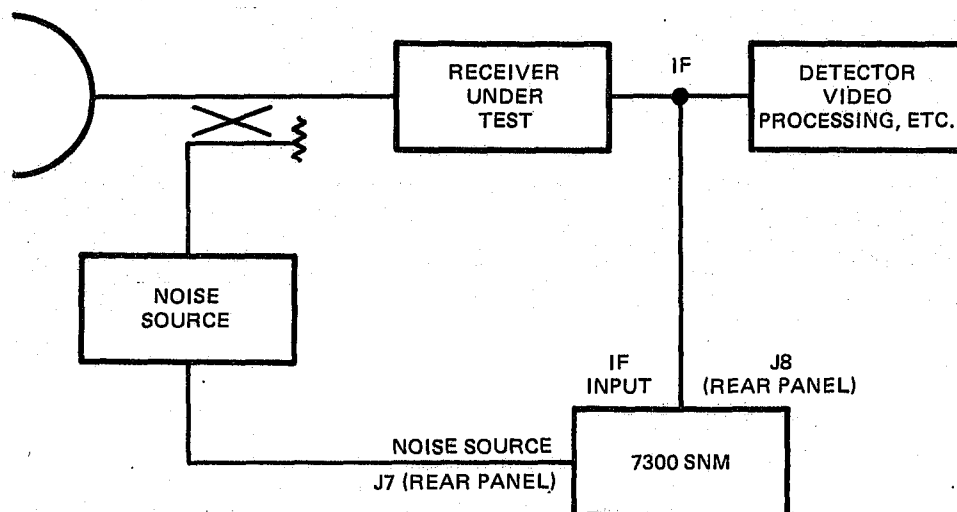 RECEIVER
UNDER
TEST
IF
DETECTOR
VIDEO
PROCESSING, ETC.
NOISE
SOURCE
IF
INPUT
J8
(REAR PANEL)
NOISE SOURCE
J7 (REAR PANEL)
7300 SNM